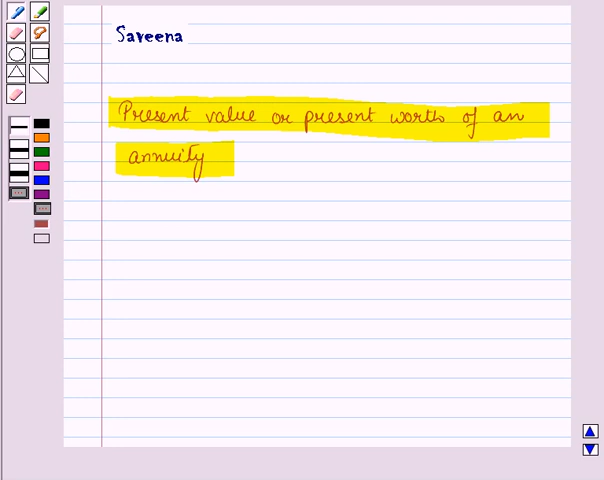 Saveena
Present value or present worth of an
annuity